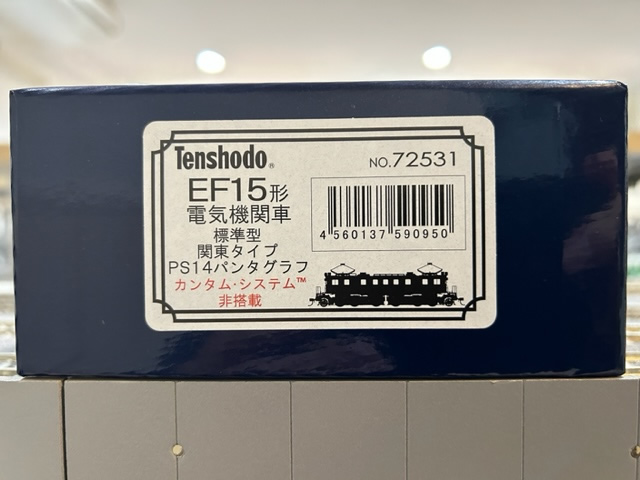 Tenshodo®
NO.72531
EF15形
電気機関車
標準型
関東タイプ
PS14パンタグラフ
カンタム・システム™
非搭載
4 560137 590950